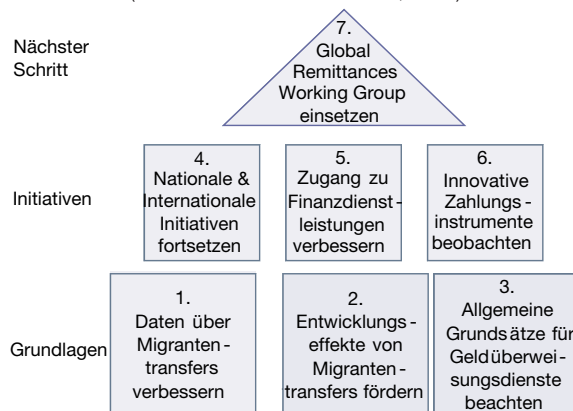 Nächster
Schritt
7.
Global
Remittances
Working Group
einsetzen
Initiativen
4.
Nationale &
Internationale
Initiativen
fortsetzen
5.
Zugang zu
Finanzdienst-
leistungen
verbessern
6.
Innovative
Zahlungs-
instrumente
beobachten
Grundlagen
1.
Daten über
Migranten-
transfers
verbessern
2.
Entwicklungs-
effekte von
Migranten-
transfers fördern
3.
Allgemeine
Grundsätze für
Geldüberwei-
sungsdienste
beachten